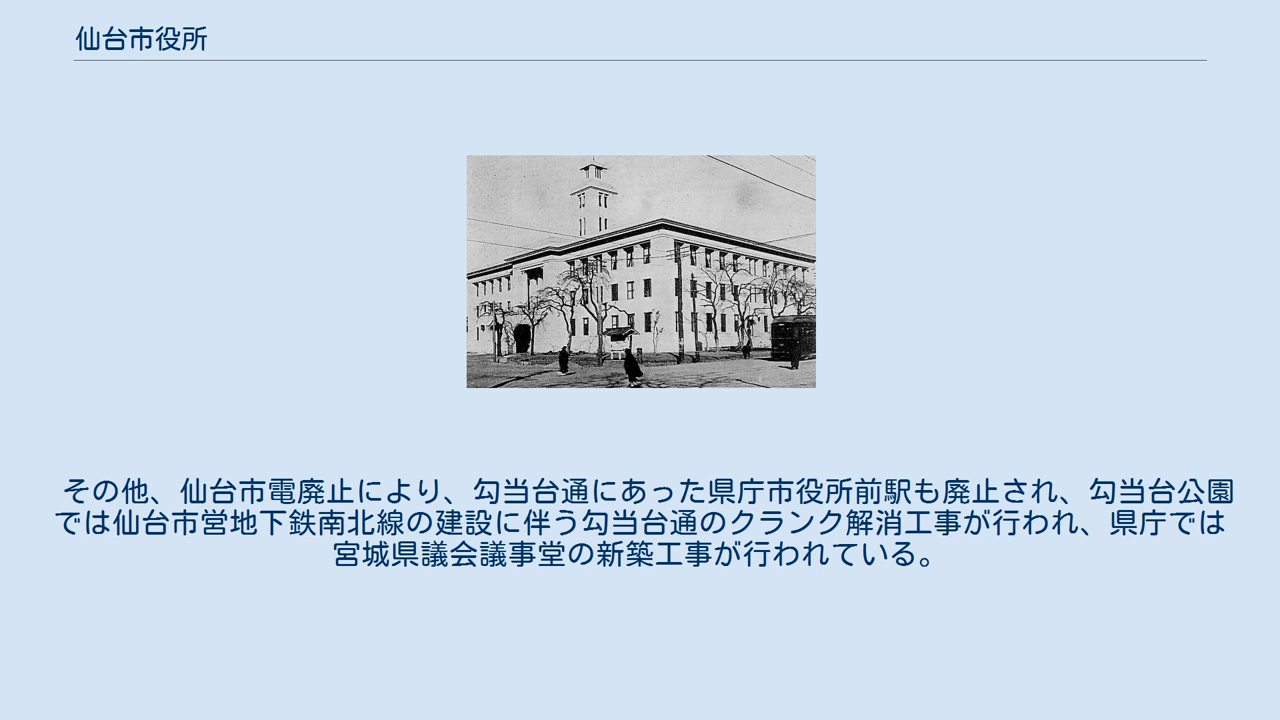 仙台市役所
その他、仙台市電廃止により、勾当台通にあった県庁市役所前駅も廃止され、勾当台公園
では仙台市営地下鉄南北線の建設に伴う勾当台通のクランク解消工事が行われ、県庁では
宮城県議会議事堂の新築工事が行われている。